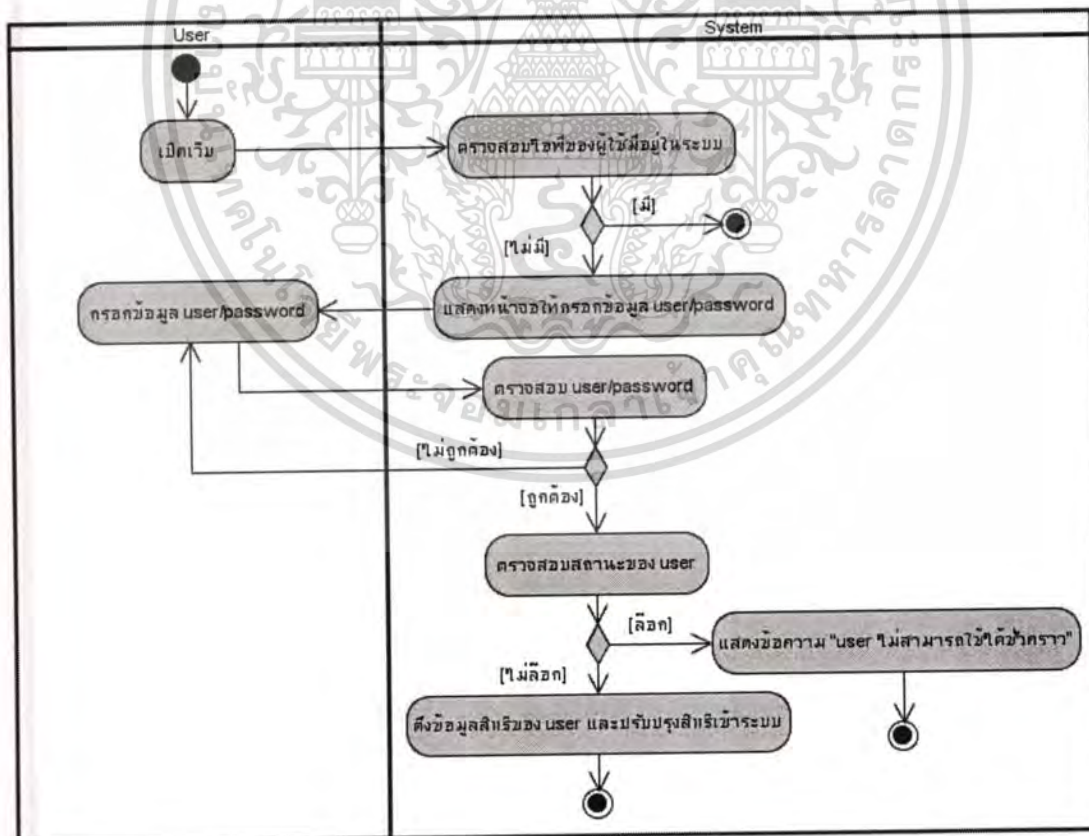 User
System
เปิดเว็บ
ตรวจสอบไอพีของผู้ใช้มีอยู่ในระบบ
[มี]
[ไม่มี]
แสดงหน้าจอให้กรอกข้อมูล user/password
กรอกข้อมูล user/password
ตรวจสอบ user/password
[ไม่ถูกต้อง]
[ถูกต้อง]
ตรวจสอบสถานะของ user
[ล๊อก]
แสดงข้อความ "user ไม่สามารถใช้ได้ชั่วคราว"
[ไม่ล๊อก]
ดึงข้อมูลสิทธิของ user และปรับปรุงสิทธิเข้าระบบ